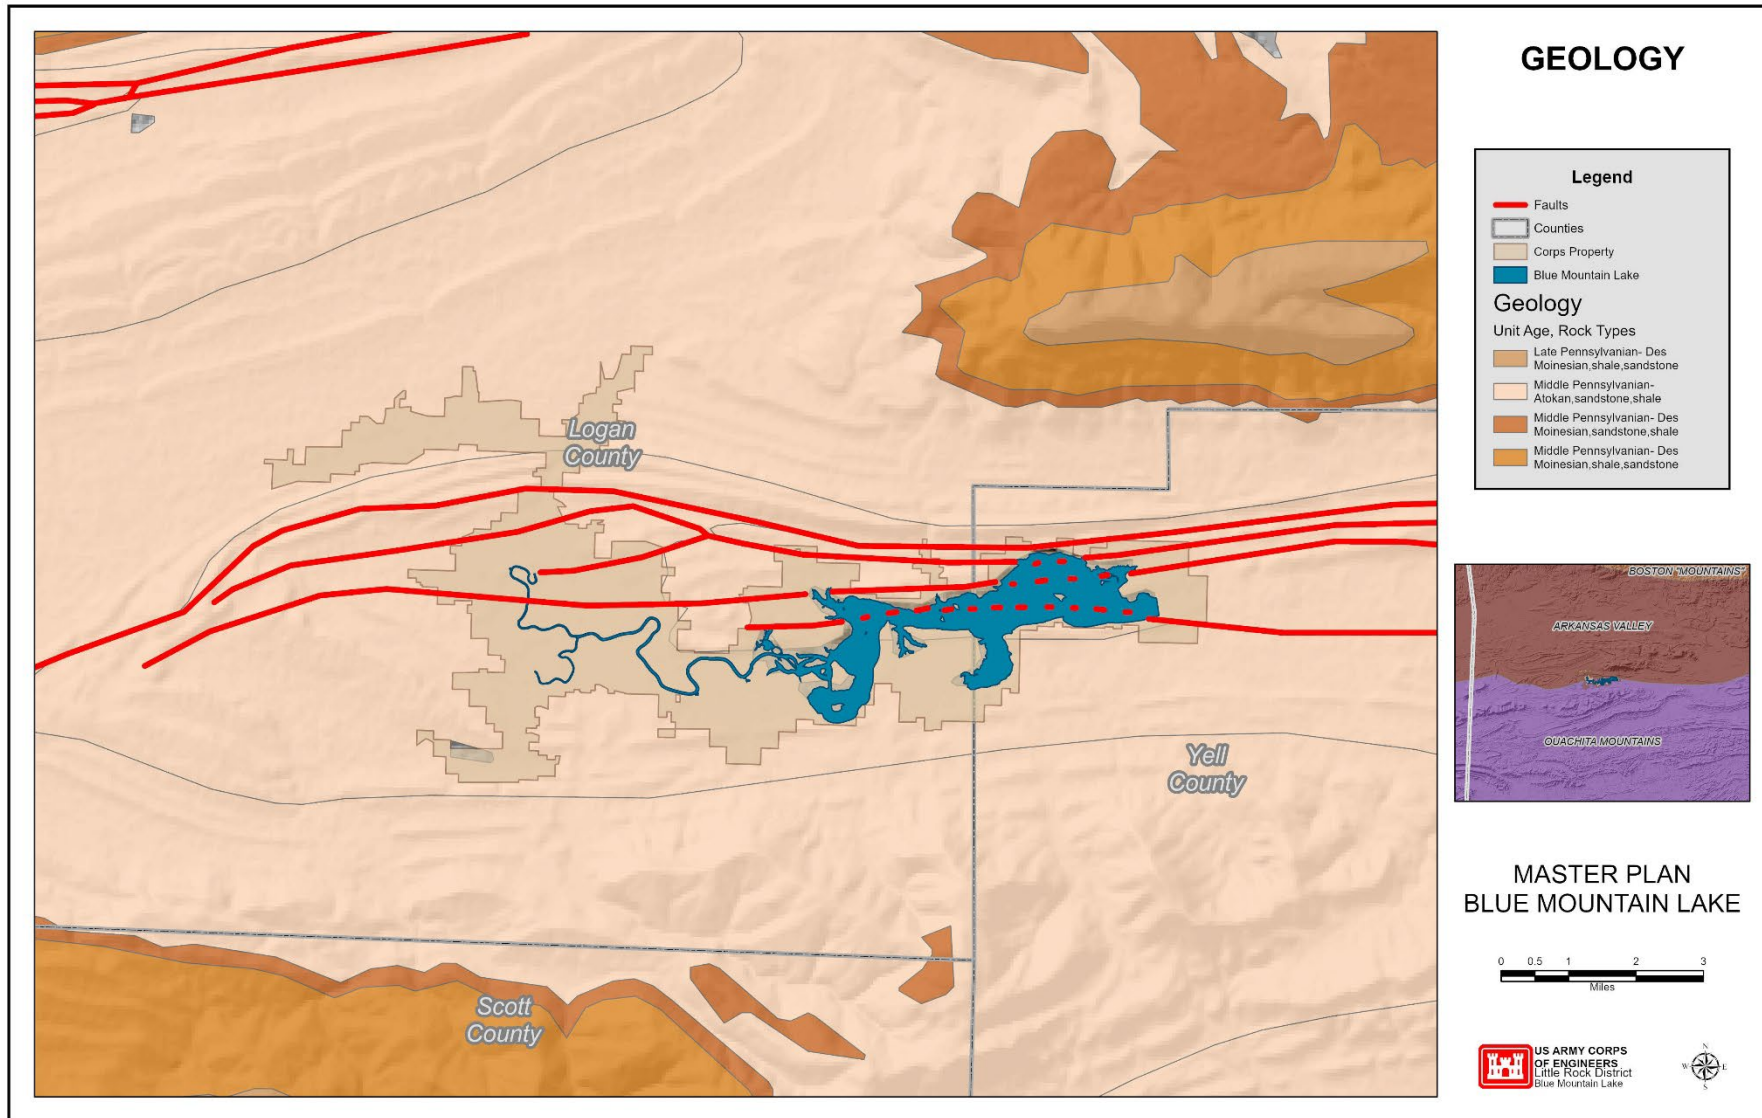 GEOLOGY
Legend
Faults
Counties
Corps Property
Blue Mountain Lake
Geology
Unit Age, Rock Types
Late Pennsylvanian- Des
Moinesian,shale,sandstone
Middle Pennsylvanian-
Atokan,sandstone,shale
Middle Pennsylvanian- Des
Moinesian,sandstone,shale
Middle Pennsylvanian- Des
Moinesian,shale,sandstone
Logan
County
Yell
County
Scott
County
BOSTON "MOUNTAINS"
ARKANSAS VALLEY
OUACHITA MOUNTAINS
MASTER PLAN
BLUE MOUNTAIN LAKE
0 0.5 1 2 3
Miles
US ARMY CORPS
OF ENGINEERS
Little Rock District
Blue Mountain Lake
N
W E
S